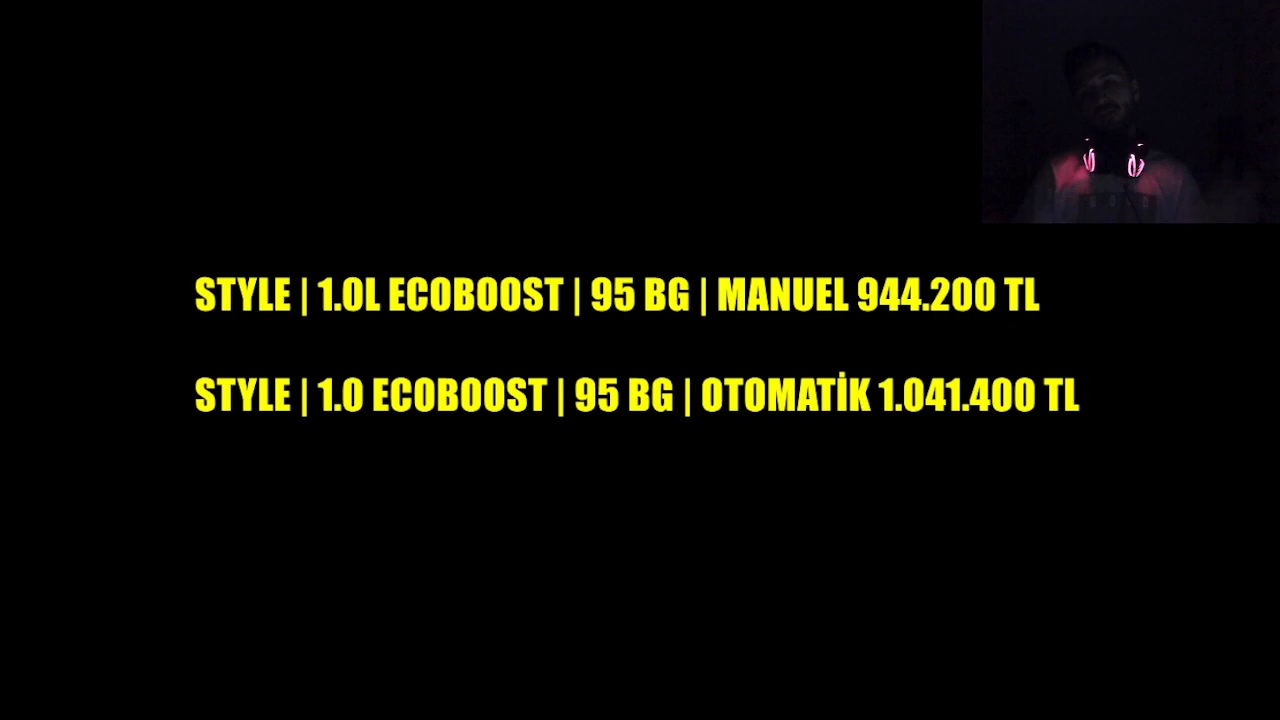 STYLE | 1.0L ECOBOOST | 95 BG | MANUEL 944.200 TL
STYLE | 1.0 ECOBOOST | 95 BG | OTOMATİK 1.041.400 TL